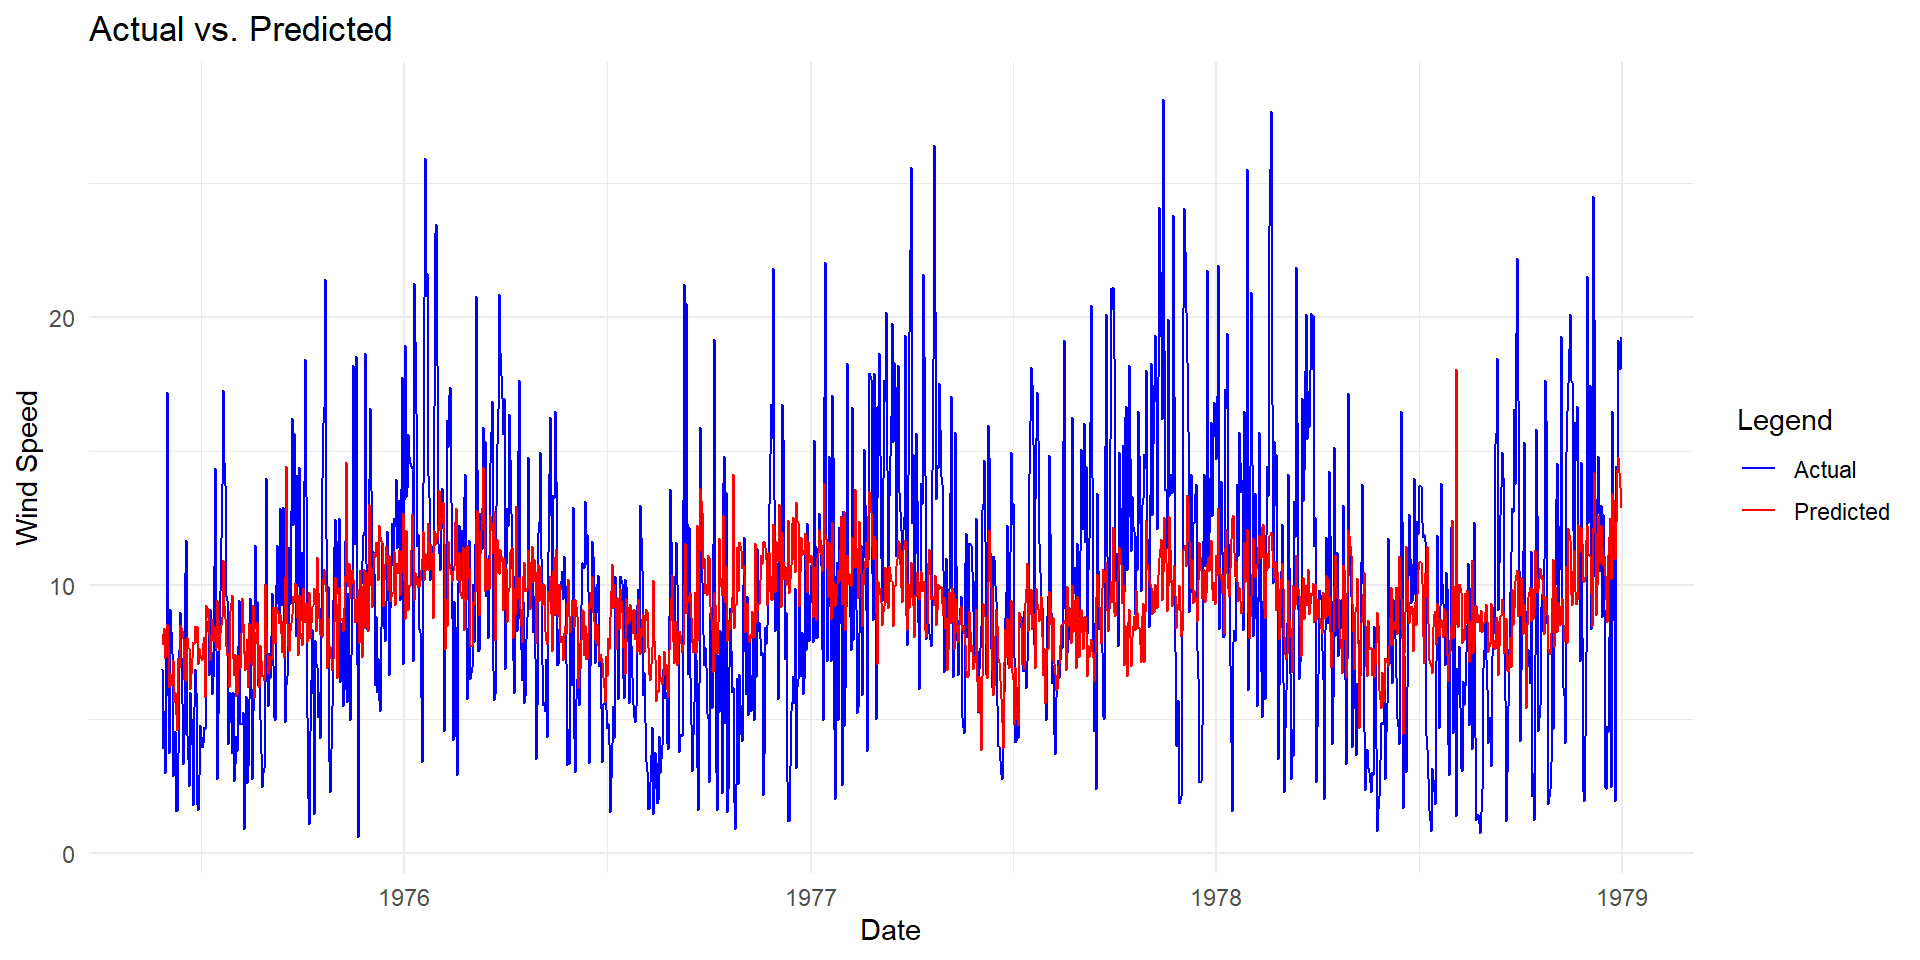 Actual vs. Predicted
Wind Speed
20
10
0
1976
1977
1978
1979
Date
Legend
Actual
Predicted